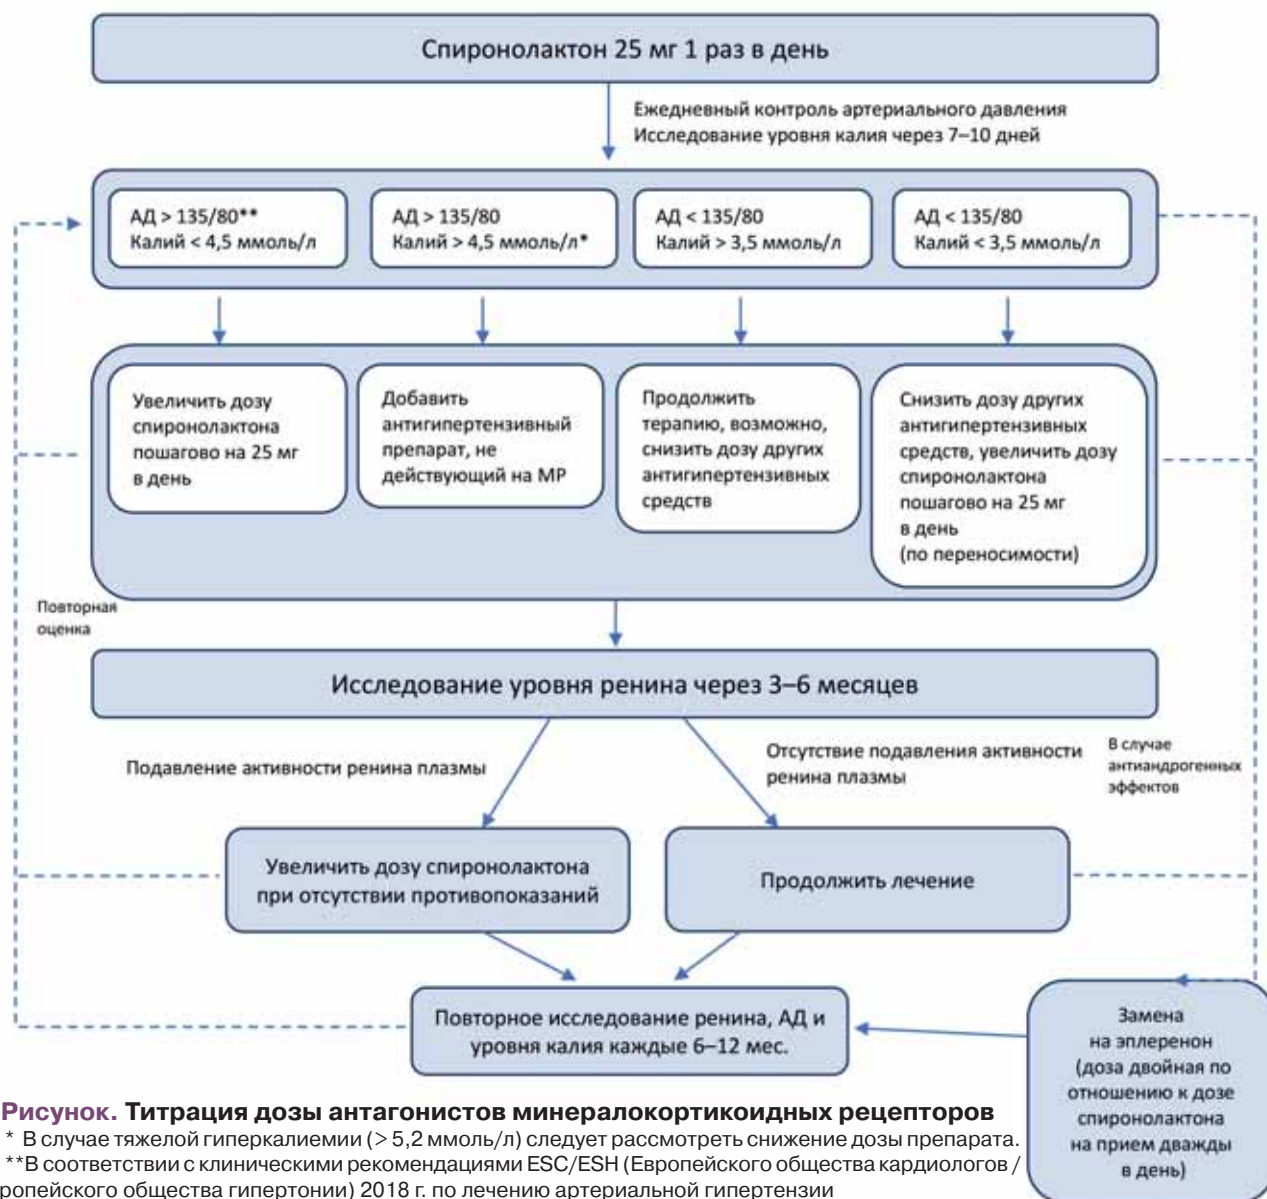 Спиронолактон 25 мг 1 раз в день
Ежедневный контроль артериального давления
Исследование уровня калия через 7–10 дней
АД > 135/80**
Калий < 4,5 ммоль/л
АД > 135/80
Калий > 4,5 ммоль/л*
АД < 135/80
Калий > 3,5 ммоль/л
АД < 135/80
Калий < 3,5 ммоль/л
Увеличить дозу
спиронолактона
пошагово на 25 мг
в день
Добавить
антигипертензивный
препарат, не
действующий на МР
Продолжить
терапию, возможно,
снизить дозу других
антигипертензивных
средств
Снизить дозу других
антигипертензивных
средств, увеличить дозу
спиронолактона
пошагово на 25 мг
в день
(по переносимости)
Повторная
оценка
Исследование уровня ренина через 3–6 месяцев
Подавление активности ренина плазмы
Отсутствие подавления активности
ренина плазмы
В случае
антиандрогенных
эффектов
Увеличить дозу спиронолактона
при отсутствии противопоказаний
Продолжить лечение
Повторное исследование ренина, АД и
уровня калия каждые 6–12 мес.
Замена
на эплеренон
(доза двойная по
отношению к дозе
спиронолактона
на прием дважды
в день)
Рисунок. Титрация дозы антагонистов минералокортикоидных рецепторов
* В случае тяжелой гиперкалиемии (> 5,2 ммоль/л) следует рассмотреть снижение дозы препарата.
**В соответствии с клиническими рекомендациями ESC/ESH (Европейского общества кардиологов /
ропейского общества гипертонии) 2018 г. по лечению артериальной гипертензии